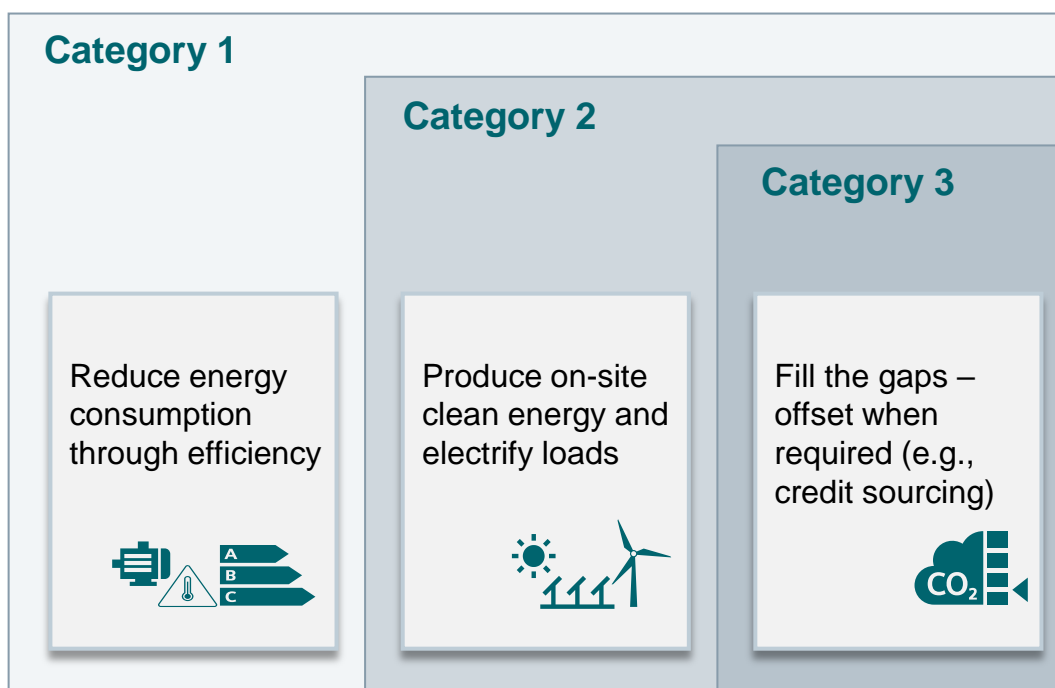 Category 1
Category 2
Category 3
Reduce energy
consumption
through efficiency
A
B
C
Produce on-site
clean energy and
electrify loads
Fill the gaps –
offset when
required (e.g.,
credit sourcing)
CO₂